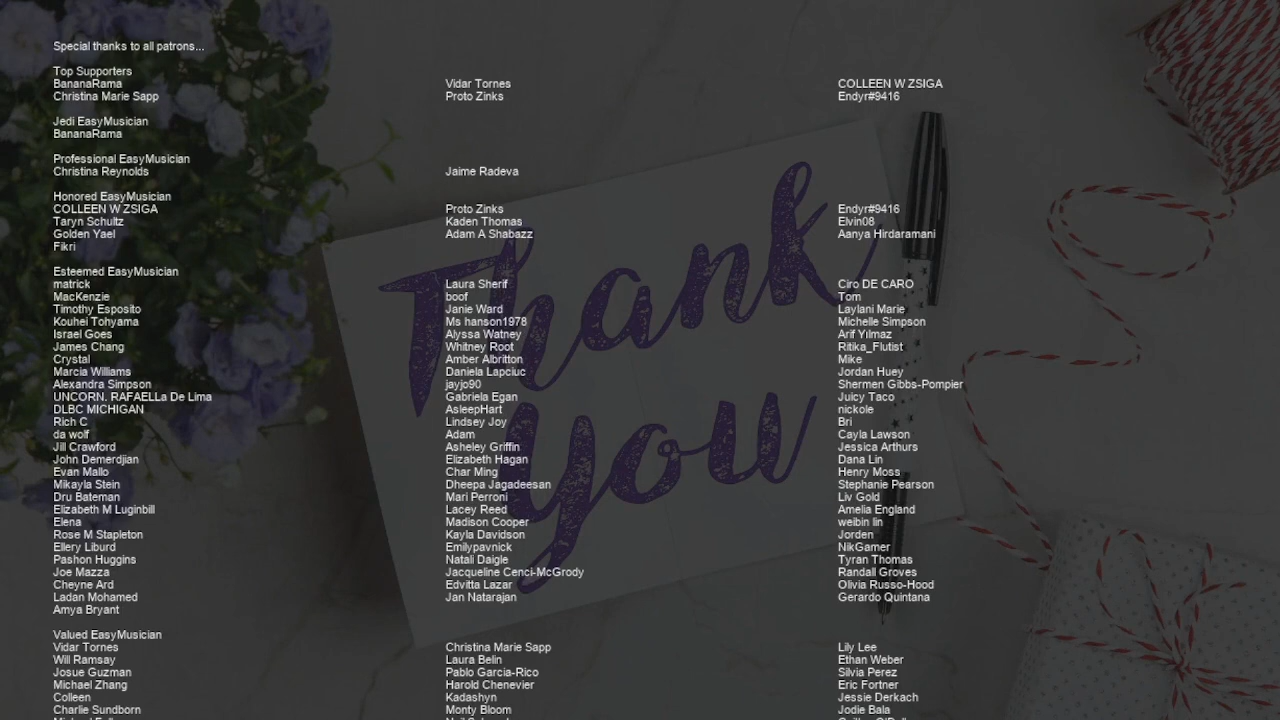 Special thanks to all patrons...
Top Supporters
BananaRama Vidar Tornes COLLEEN W ZSIGA
Christina Marie Sapp Proto Zinks Endyr#9416
Jedi EasyMusician
BananaRama
Professional EasyMusician
Christina Reynolds Jaime Radeva
Honored EasyMusician
COLLEEN W ZSIGA Proto Zinks Endyr#9416
Taryn Schultz Kaden Thomas Elvin08
Golden Yael Adam A Shabazz Aanya Hirdaramani
Fikri
Esteemed EasyMusician
matrick Laura Sherif Ciro DE CARO
MacKenzie boof Tom
Timothy Esposito Janie Ward Laylani Marie
Kouhei Tohyama Ms hanson1978 Michelle Simpson
Israel Goes Alyssa Watney Arif Yılmaz
James Chang Whitney Root Ritika_Flutist
Crystal Amber Albritton Mike
Marcia Williams Daniela Lapciuc Jordan Huey
Alexandra Simpson jayjo90 Shermen Gibbs-Pompier
UNCORN. RAFAELLa De Lima Gabriela Egan Juicy Taco
DLBC MICHIGAN AsleepHart nickole
Rich C Lindsey Joy Bri
da wolf Adam Cayla Lawson
Jill Crawford Asheley Griffin Jessica Arthurs
John Demerdjian Elizabeth Hagan Dana Lin
Evan Mallo Char Ming Henry Moss
Mikayla Stein Dheepa Jagadeesan Stephanie Pearson
Dru Bateman Mari Perroni Liv Gold
Elizabeth M Luginbill Lacey Reed Amelia England
Elena Madison Cooper weibin lin
Rose M Stapleton Kayla Davidson Jorden
Ellery Liburd Emilypavnick NikGamer
Pashon Huggins Natali Daigle Tyran Thomas
Joe Mazza Jacqueline Cenci-McGrody Randall Groves
Cheyne Ard Edvitta Lazar Olivia Russo-Hood
Ladan Mohamed Jan Natarajan Gerardo Quintana
Amya Bryant
Valued EasyMusician
Vidar Tornes Christina Marie Sapp Lily Lee
Will Ramsay Laura Belin Ethan Weber
Josue Guzman Pablo Garcia-Rico Silvia Perez
Michael Zhang Harold Chenevier Eric Fortner
Colleen Kadashyn Jessie Derkach
Charlie Sundborn Monty Bloom Jodie Bala
Thank
you